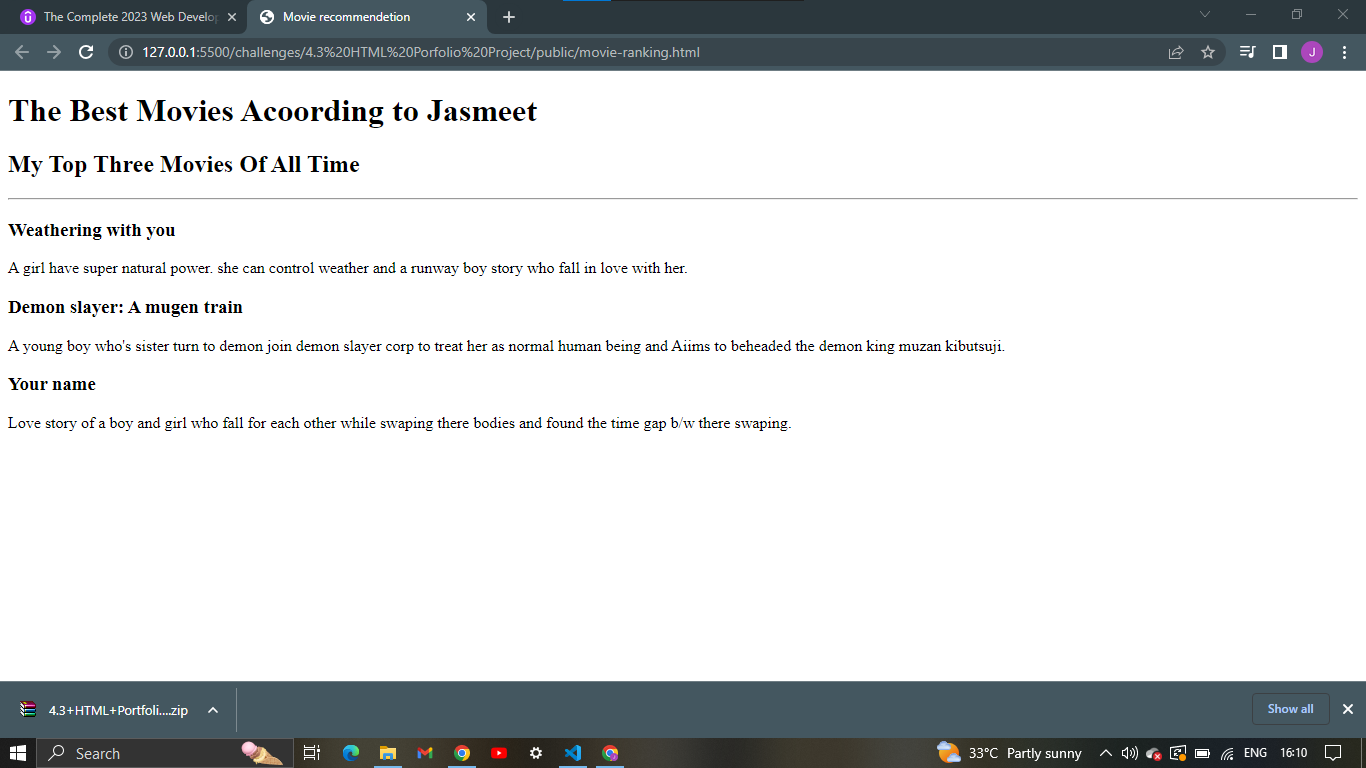 The Complete 2023 Web Develop
Movie recommendetion
127.0.0.1:5500/challenges/4.3%20HTML%20Porfolio%20Project/public/movie-ranking.html
J
The Best Movies Acoording to Jasmeet
My Top Three Movies Of All Time
Weathering with you
A girl have super natural power. she can control weather and a runway boy story who fall in love with her.
Demon slayer: A mugen train
A young boy who's sister turn to demon join demon slayer corp to treat her as normal human being and Aiims to beheaded the demon king muzan kibutsuji.
Your name
Love story of a boy and girl who fall for each other while swaping there bodies and found the time gap b/w there swaping.
4.3+HTML+Portfoli....zip
Show all
Search
33°C Partly sunny
ENG
16:10